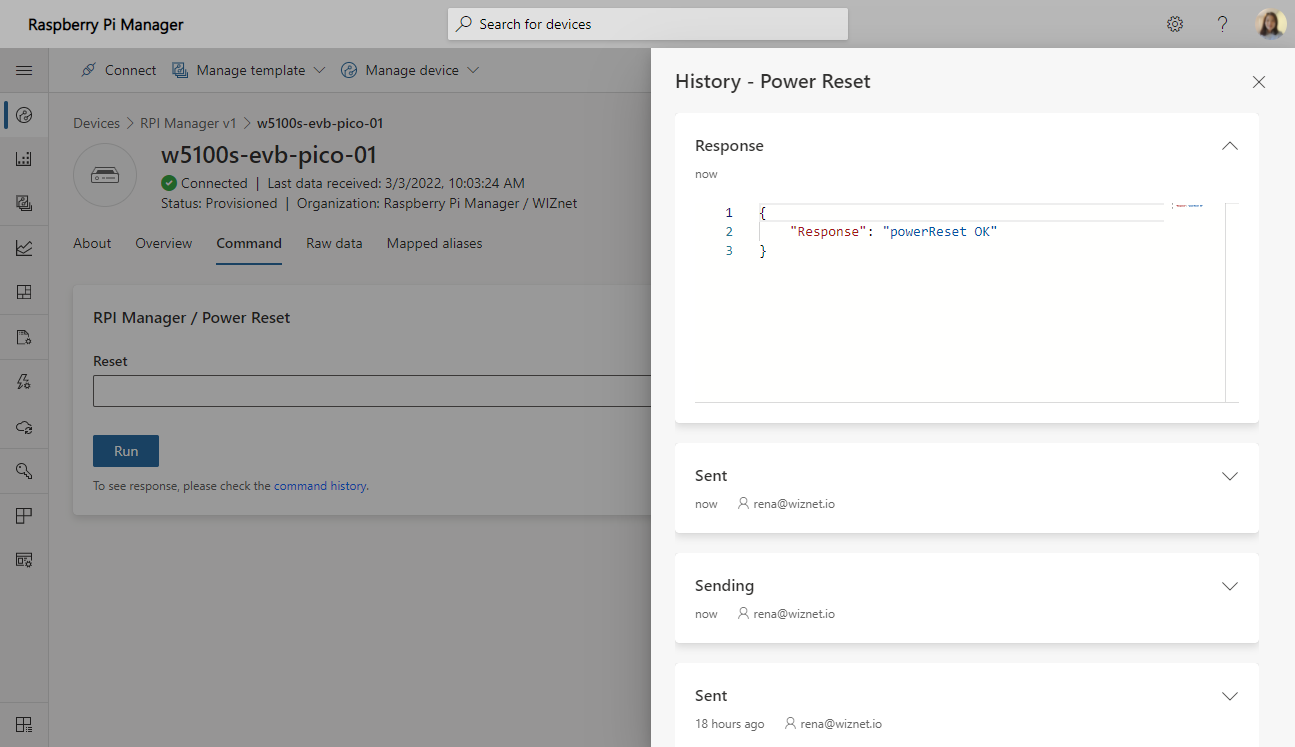 Raspberry Pi Manager
Search for devices
?
Connect Manage template Manage device
Devices > RPI Manager v1 > w5100s-evb-pico-01
w5100s-evb-pico-01
Connected | Last data received: 3/3/2022, 10:03:24 AM
Status: Provisioned | Organization: Raspberry Pi Manager / WIZnet
About Overview Command Raw data Mapped aliases
RPI Manager / Power Reset
Reset
Run
To see response, please check the command history.
History - Power Reset
Response
now
1 {
2 "Response": "powerReset OK"
3 }
Sent
now rena@wiznet.io
Sending
now rena@wiznet.io
Sent
18 hours ago rena@wiznet.io